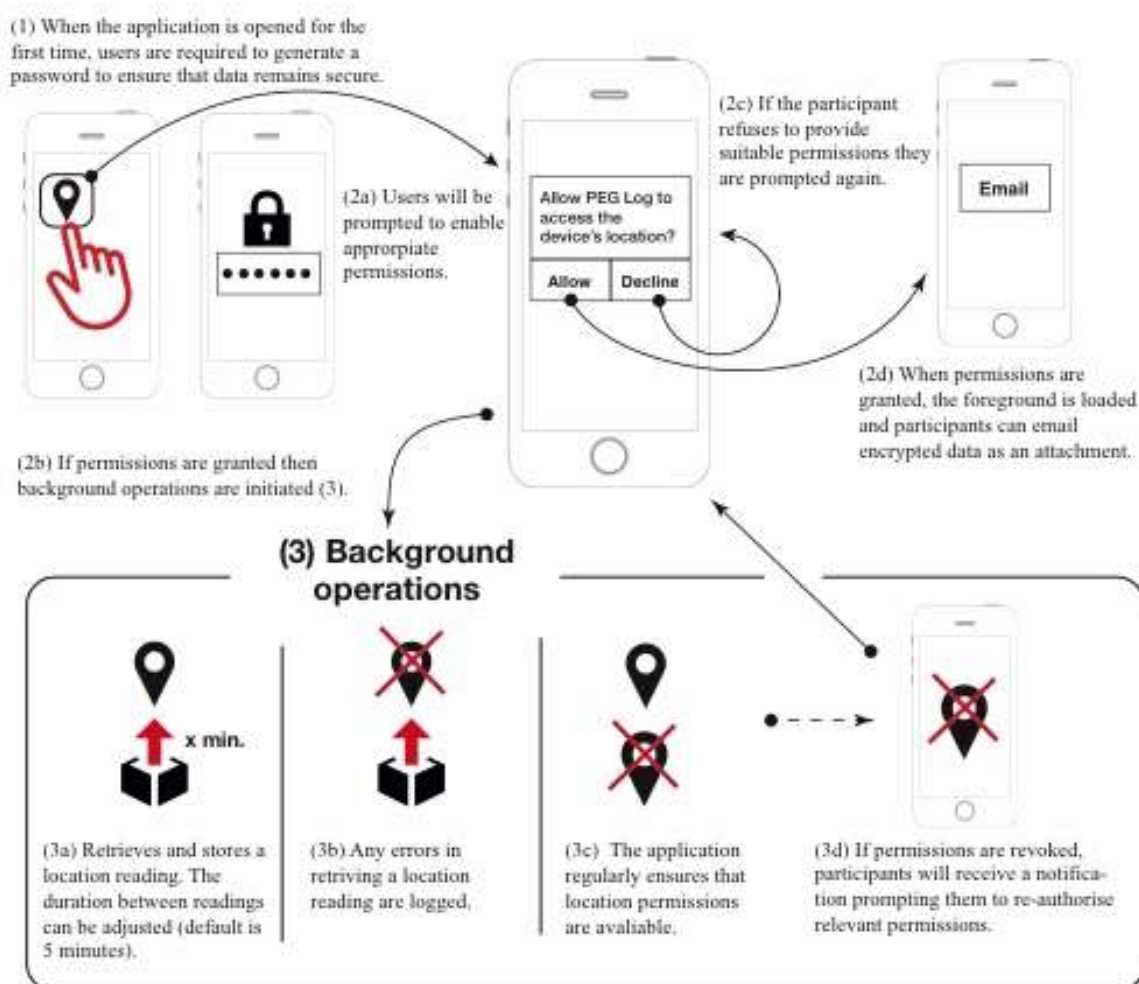 (1) When the application is opened for the
first time, users are required to generate a
password to ensure that data remains secure.
(2a) Users will be
prompted to enable
approrpiate
permissions.
Allow PEG Log to
access the
device's location?
Allow
Decline
(2c) If the participant
refuses to provide
suitable permissions they
are prompted again.
Email
(2d) When permissions are
granted, the foreground is loaded
and participants can email
encrypted data as an attachment.
(2b) If permissions are granted then
background operations are initiated (3).
(3) Background
operations
x min.
(3a) Retrieves and stores a
location reading. The
duration between readings
can be adjusted (default is
5 minutes).
(3b) Any errors in
retriving a location
reading are logged.
(3c) The application
regularly ensures that
location permissions
are avaliable.
(3d) If permissions are revoked,
participants will receive a notifica-
tion prompting them to re-authorise
relevant permissions.